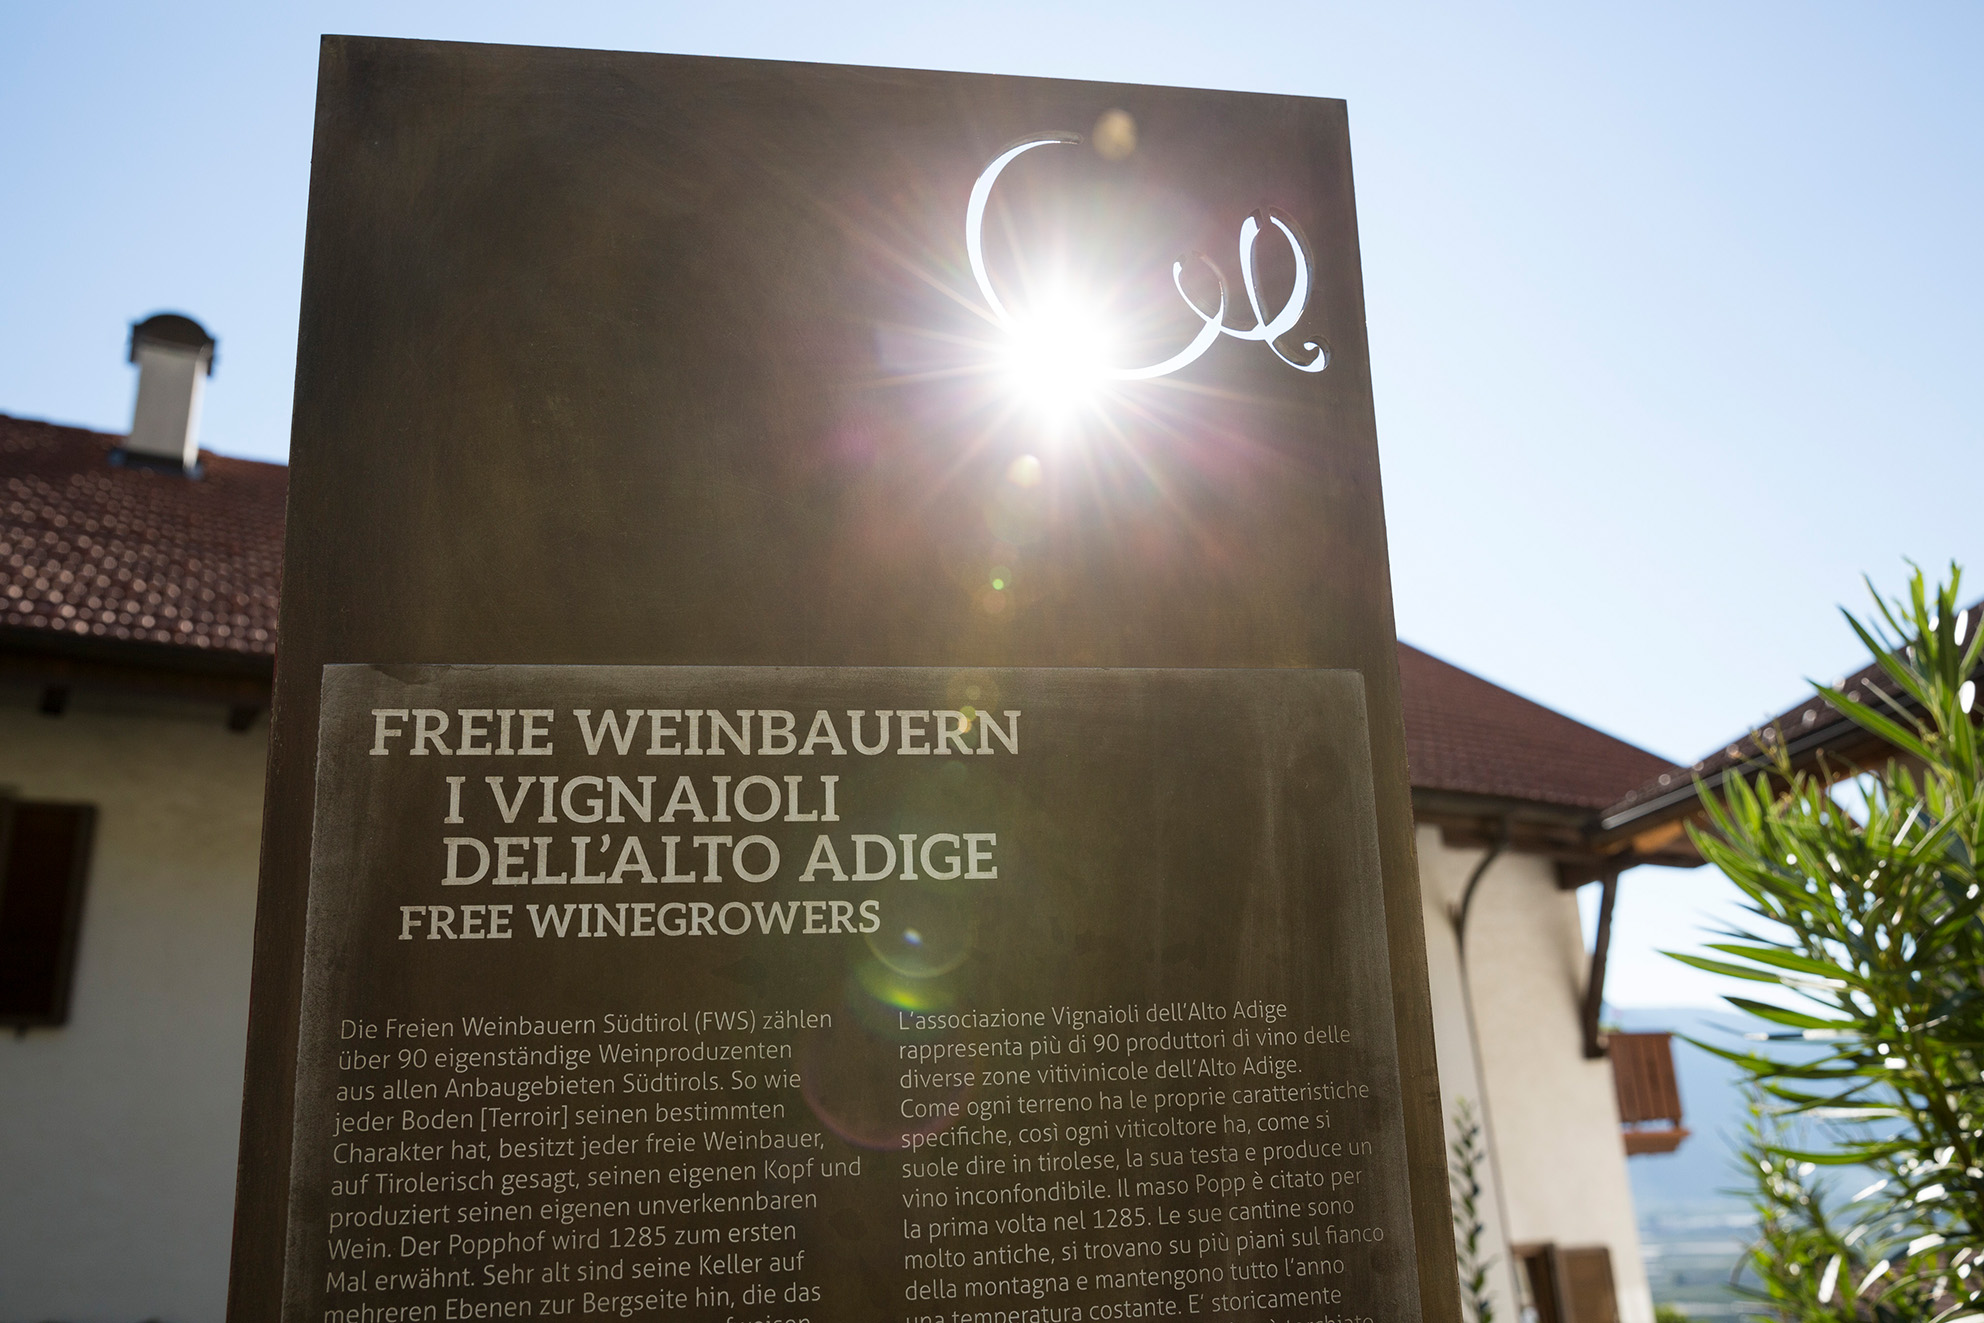 FREIE WEINBAUERN
I VIGNAIOLI
DELL'ALTO ADIGE
FREE WINEGROWERS
Die Freien Weinbauern Südtirol (FWS) zählen
über 90 eigenständige Weinproduzenten
aus allen Anbaugebieten Südtirols. So wie
jeder Boden [Terroir] seinen bestimmten
Charakter hat, besitzt jeder freie Weinbauer,
auf Tirolerisch gesagt, seinen eigenen Kopf und
produziert seinen eigenen unverkennbaren
Wein. Der Popphof wird 1285 zum ersten
Mal erwähnt. Sehr alt sind seine Keller auf
mehreren Ebenen zur Bergseite hin, die das
L'associazione Vignaioli dell'Alto Adige
rappresenta più di 90 produttori di vino delle
diverse zone vitivinicole dell'Alto Adige.
Come ogni terreno ha le proprie caratteristiche
specifiche, così ogni viticoltore ha, come si
suole dire in tirolese, la sua testa e produce un
vino inconfondibile. Il maso Popp è citato per
la prima volta nel 1285. Le sue cantine sono
molto antiche, si trovano su più piani sul fianco
della montagna e mantengono tutto l'anno
una temperatura costante. E' storicamente